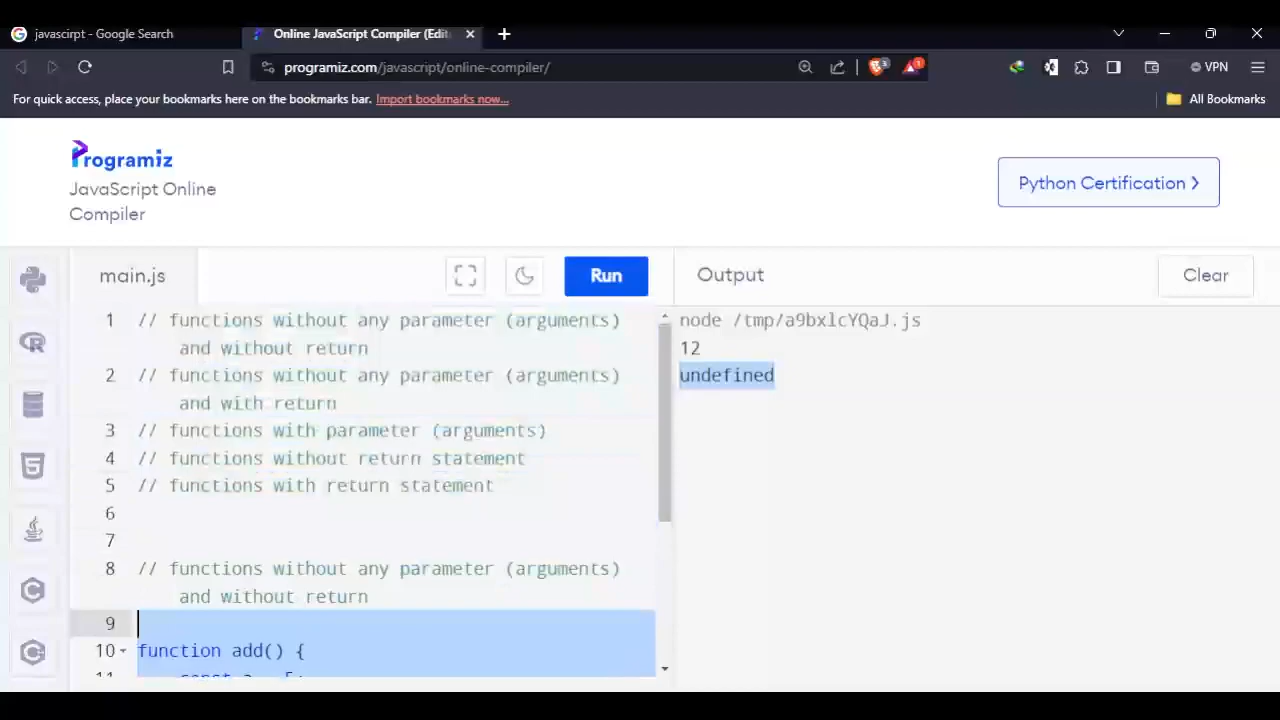 javascirpt - Google Search
Online JavaScript Compiler (Edit
programiz.com/javascript/online-compiler/
3
1
VPN
For quick access, place your bookmarks here on the bookmarks bar. Import bookmarks now...
All Bookmarks
Programiz
JavaScript Online
Compiler
Python Certification
main.js
Run
Output
Clear
1 // functions without any parameter (arguments)
and without return
2 // functions without any parameter (arguments)
and with return
3 // functions with parameter (arguments)
4 // functions without return statement
5 // functions with return statement
6
7
8 // functions without any parameter (arguments)
and without return
9
10 function add() {
node /tmp/a9bxlcYQaJ.js
12
undefined